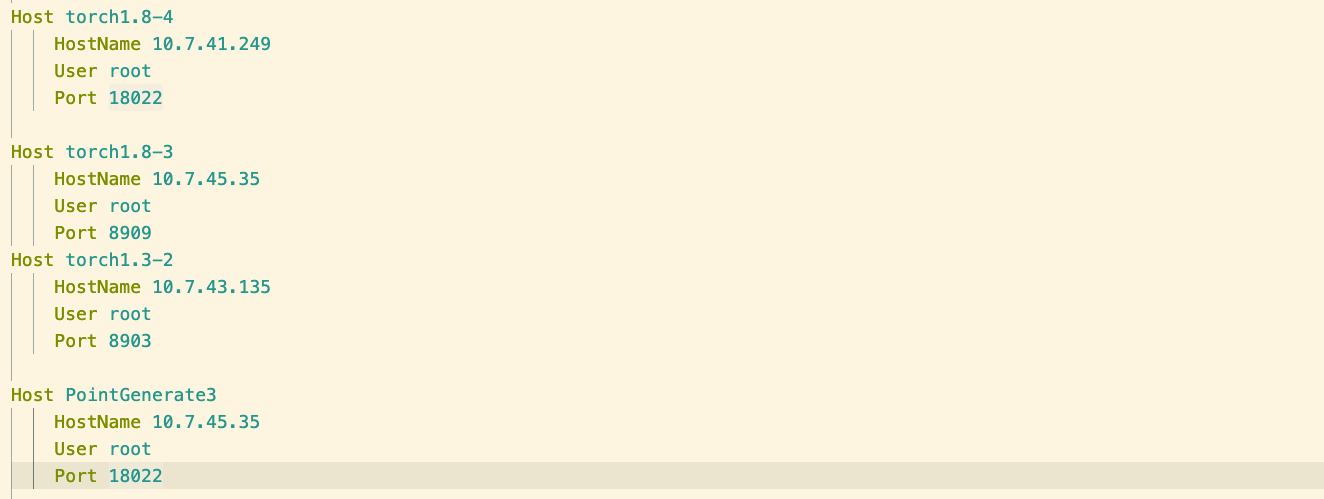 Host torch1.8-4
HostName 10.7.41.249
User root
Port 18022
Host torch1.8-3
HostName 10.7.45.35
User root
Port 8909
Host torch1.3-2
HostName 10.7.43.135
User root
Port 8903
Host PointGenerate3
HostName 10.7.45.35
User root
Port 18022